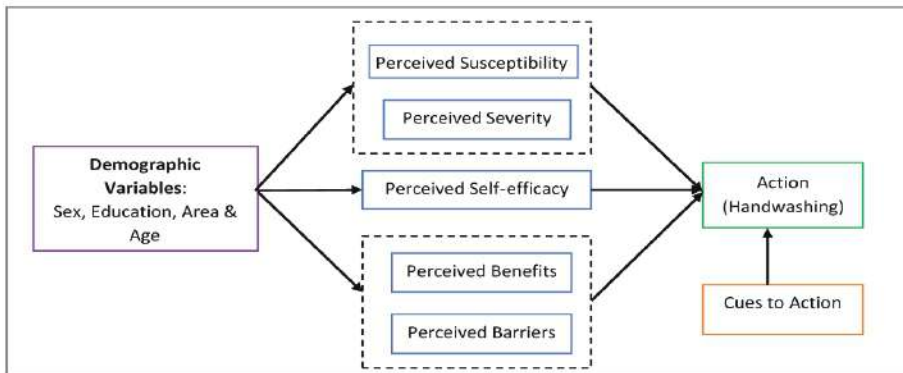 Perceived Susceptibility
Perceived Severity
Demographic
Variables:
Sex, Education, Area &
Age
Perceived Self-efficacy
Action
(Handwashing)
Perceived Benefits
Perceived Barriers
Cues to Action